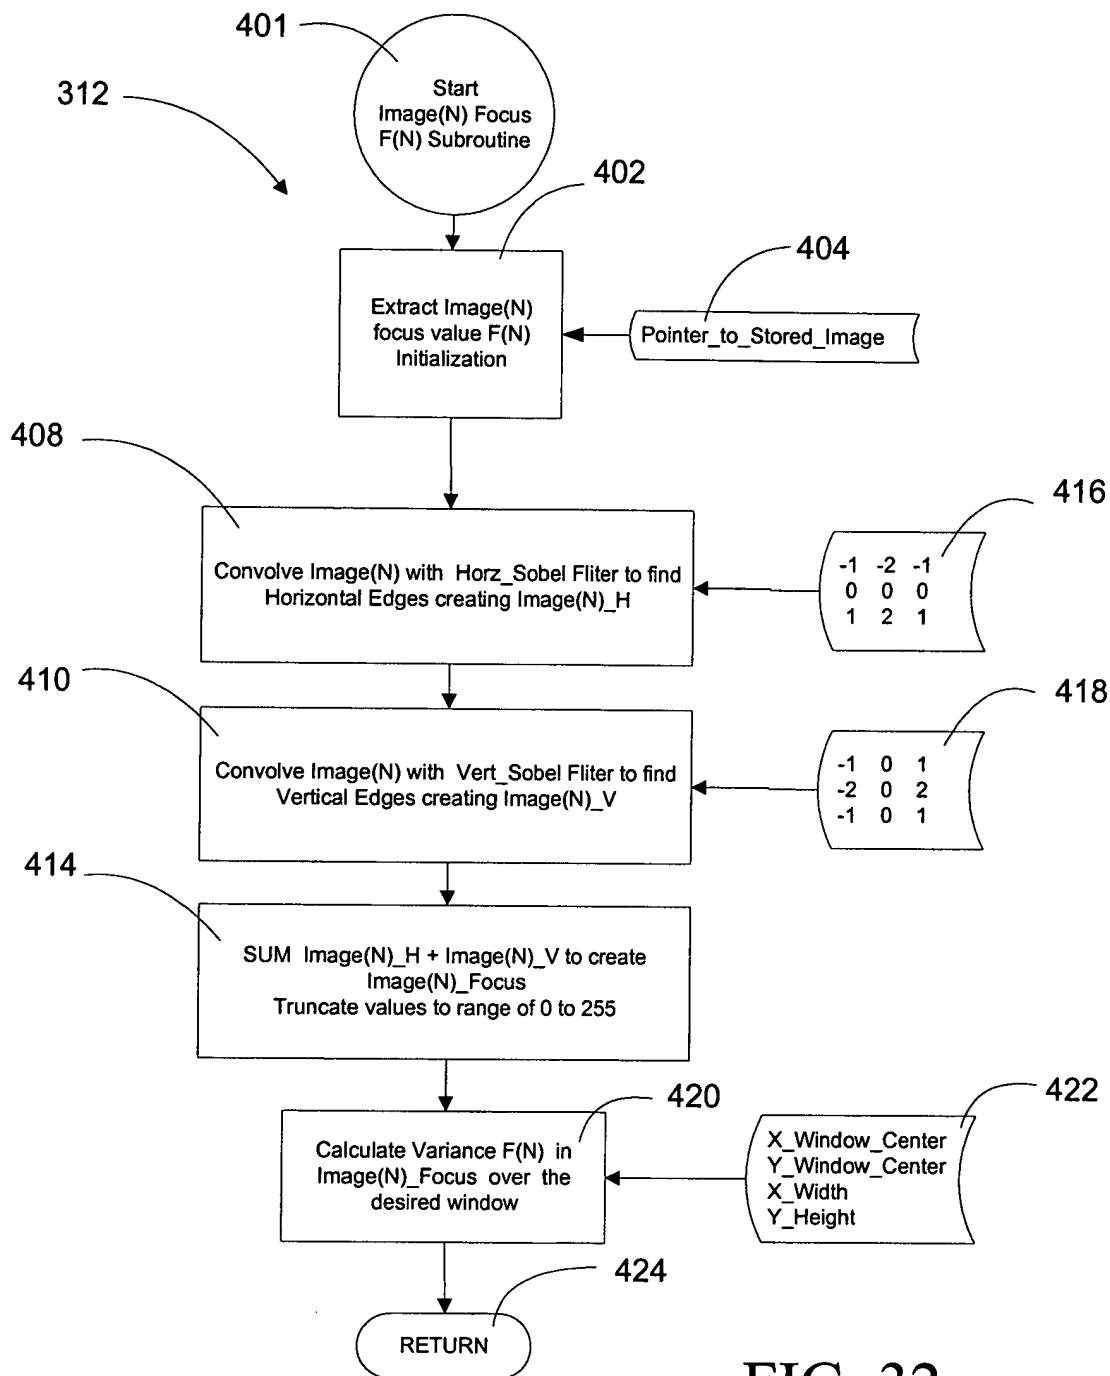 401
Start
Image(N) Focus
F(N) Subroutine
312
402
Extract Image(N)
focus value F(N)
Initialization
404
Pointer_to_Stored_Image
408
Convolve Image(N) with Horz_Sobel Fliter to find
Horizontal Edges creating Image(N)_H
416
-1 -2 -1
0 0 0
1 2 1
410
Convolve Image(N) with Vert_Sobel Fliter to find
Vertical Edges creating Image(N)_V
418
-1 0 1
-2 0 2
-1 0 1
414
SUM Image(N)_H + Image(N)_V to create
Image(N)_Focus
Truncate values to range of 0 to 255
420
Calculate Variance F(N) in
Image(N)_Focus over the
desired window
422
X_Window_Center
Y_Window_Center
X_Width
Y_Height
424
RETURN
FIG. 32